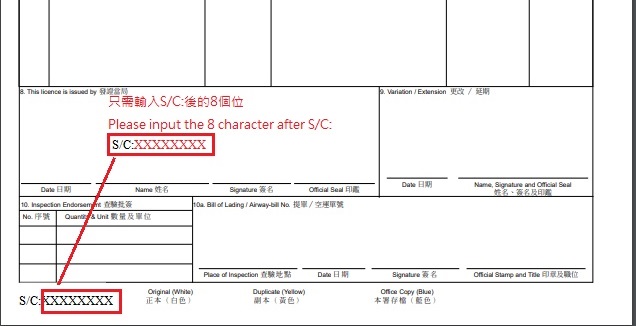 8. This licence is issued by 發證當局
9. Variation / Extension 更改 / 延期
只需輸入S/C:後的8個位
Please input the 8 character after S/C:
S/C:XXXXXXXX
Date 日期
Name 姓名
Signature 簽名
Official Seal 印鑑
Date 日期
Name, Signature and Official Seal
姓名、簽名及印鑑
10. Inspection Endorsement 查驗批簽
10a. Bill of Lading / Airway-bill No. 提單 / 空運單號
No. 序號
Quantity & Unit 數量及單位
Place of Inspection 查驗地點
Date 日期
Signature 簽名
Official Stamp and Title 印章及職位
S/C:XXXXXXXX
Original (White)
正本（白色）
Duplicate (Yellow)
副本（黃色）
Office Copy (Blue)
本署存檔（藍色）